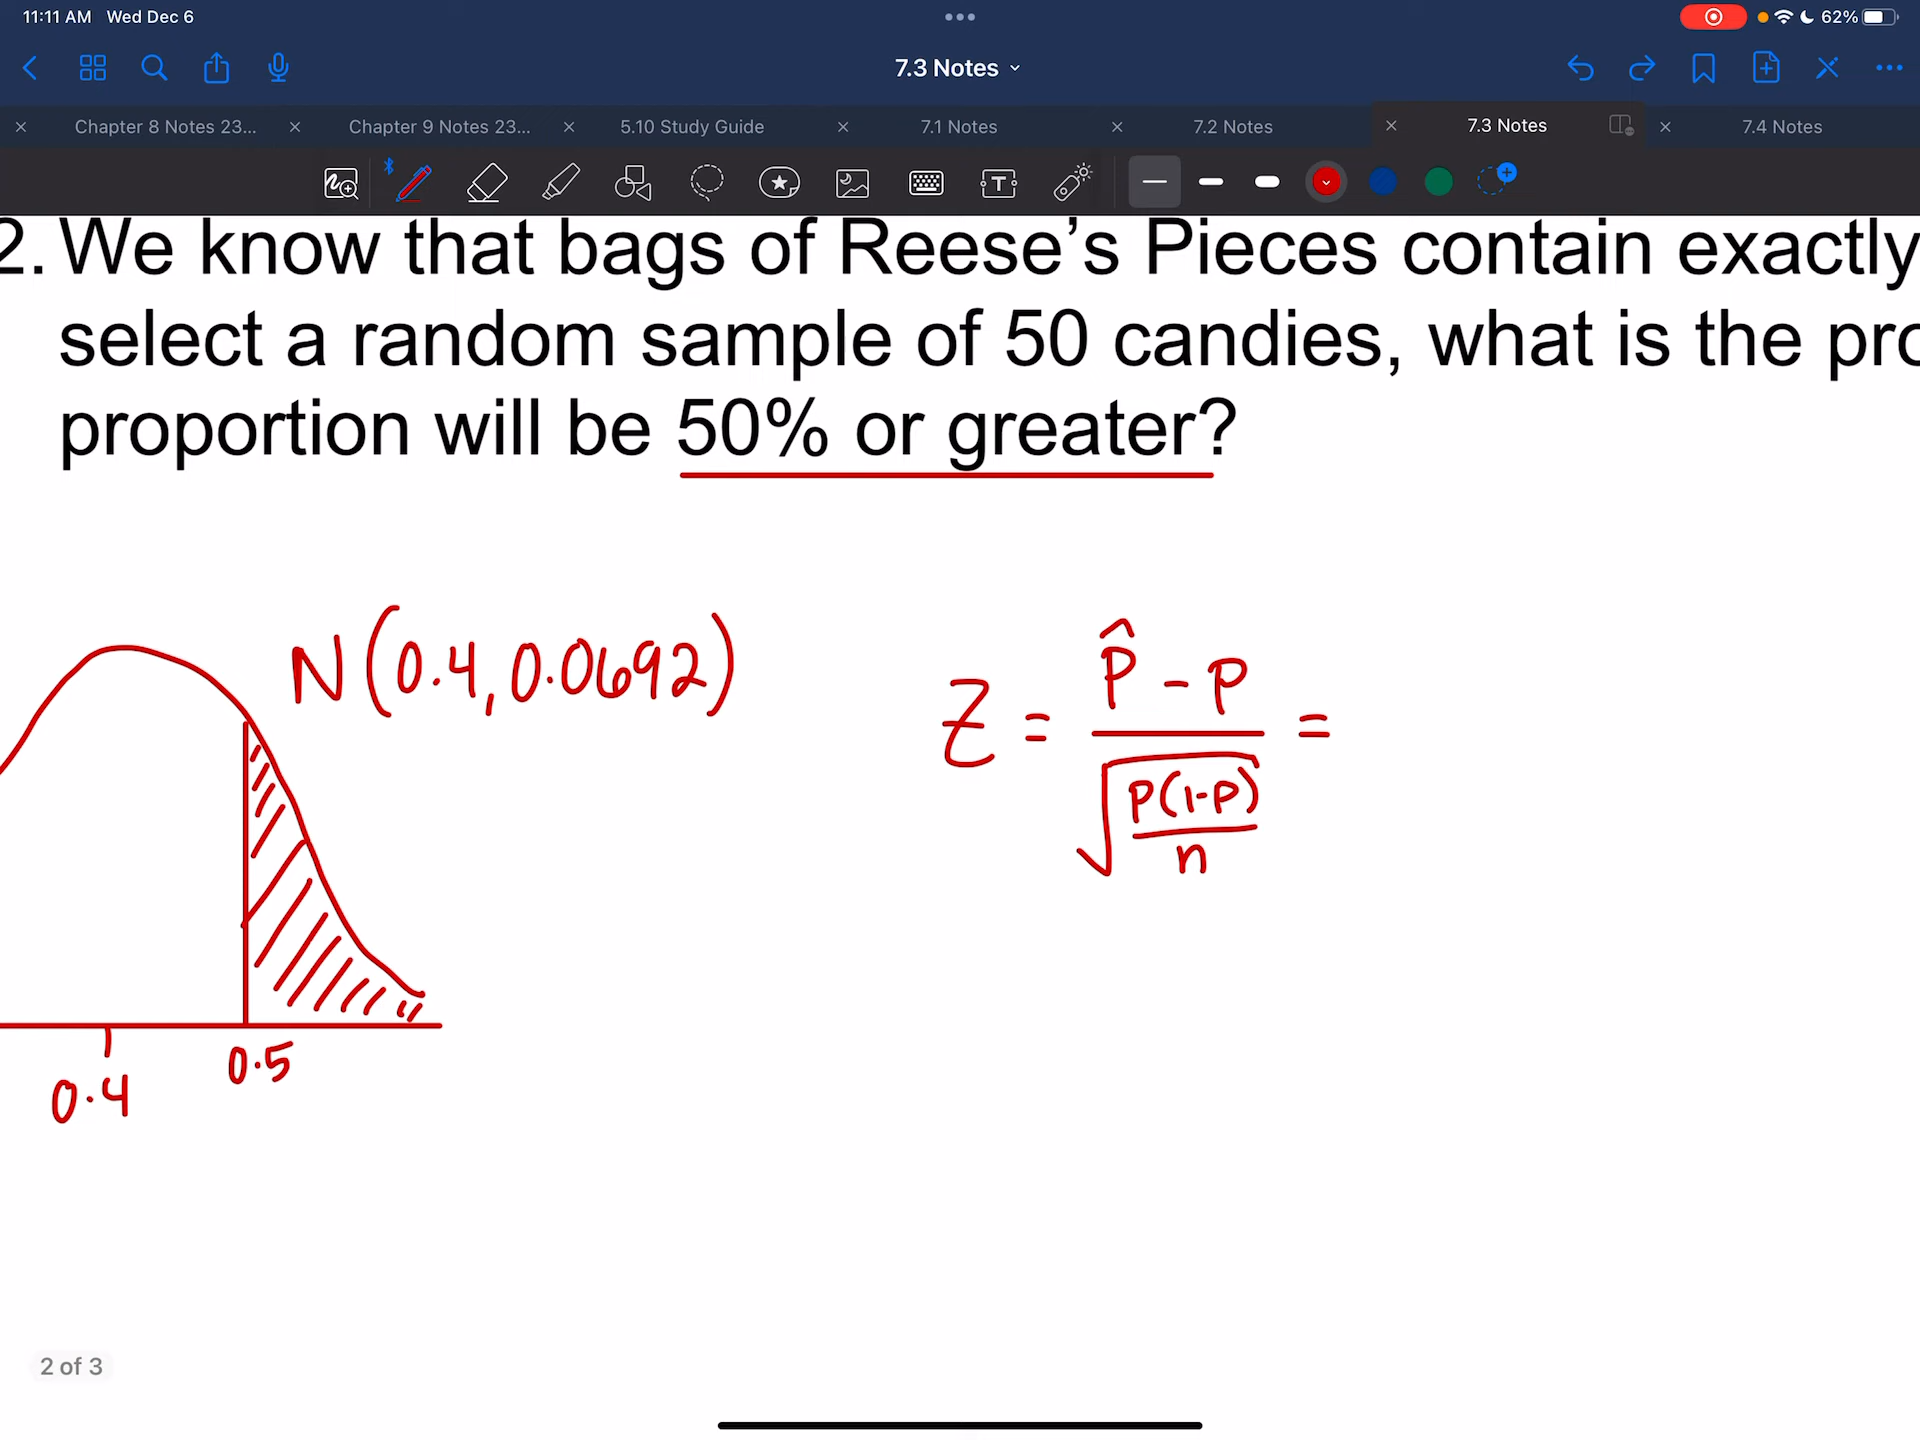 11:11 AM Wed Dec 6
62%
7.3 Notes
Chapter 8 Notes 23...
Chapter 9 Notes 23...
5.10 Study Guide
7.1 Notes
7.2 Notes
7.3 Notes
7.4 Notes
2. We know that bags of Reese's Pieces contain exactly
select a random sample of 50 candies, what is the pro
proportion will be 50% or greater?
N(0.4, 0.0692)
Z = p̂ - p / √(p(1-p)/n) =
0.4
0.5
2 of 3